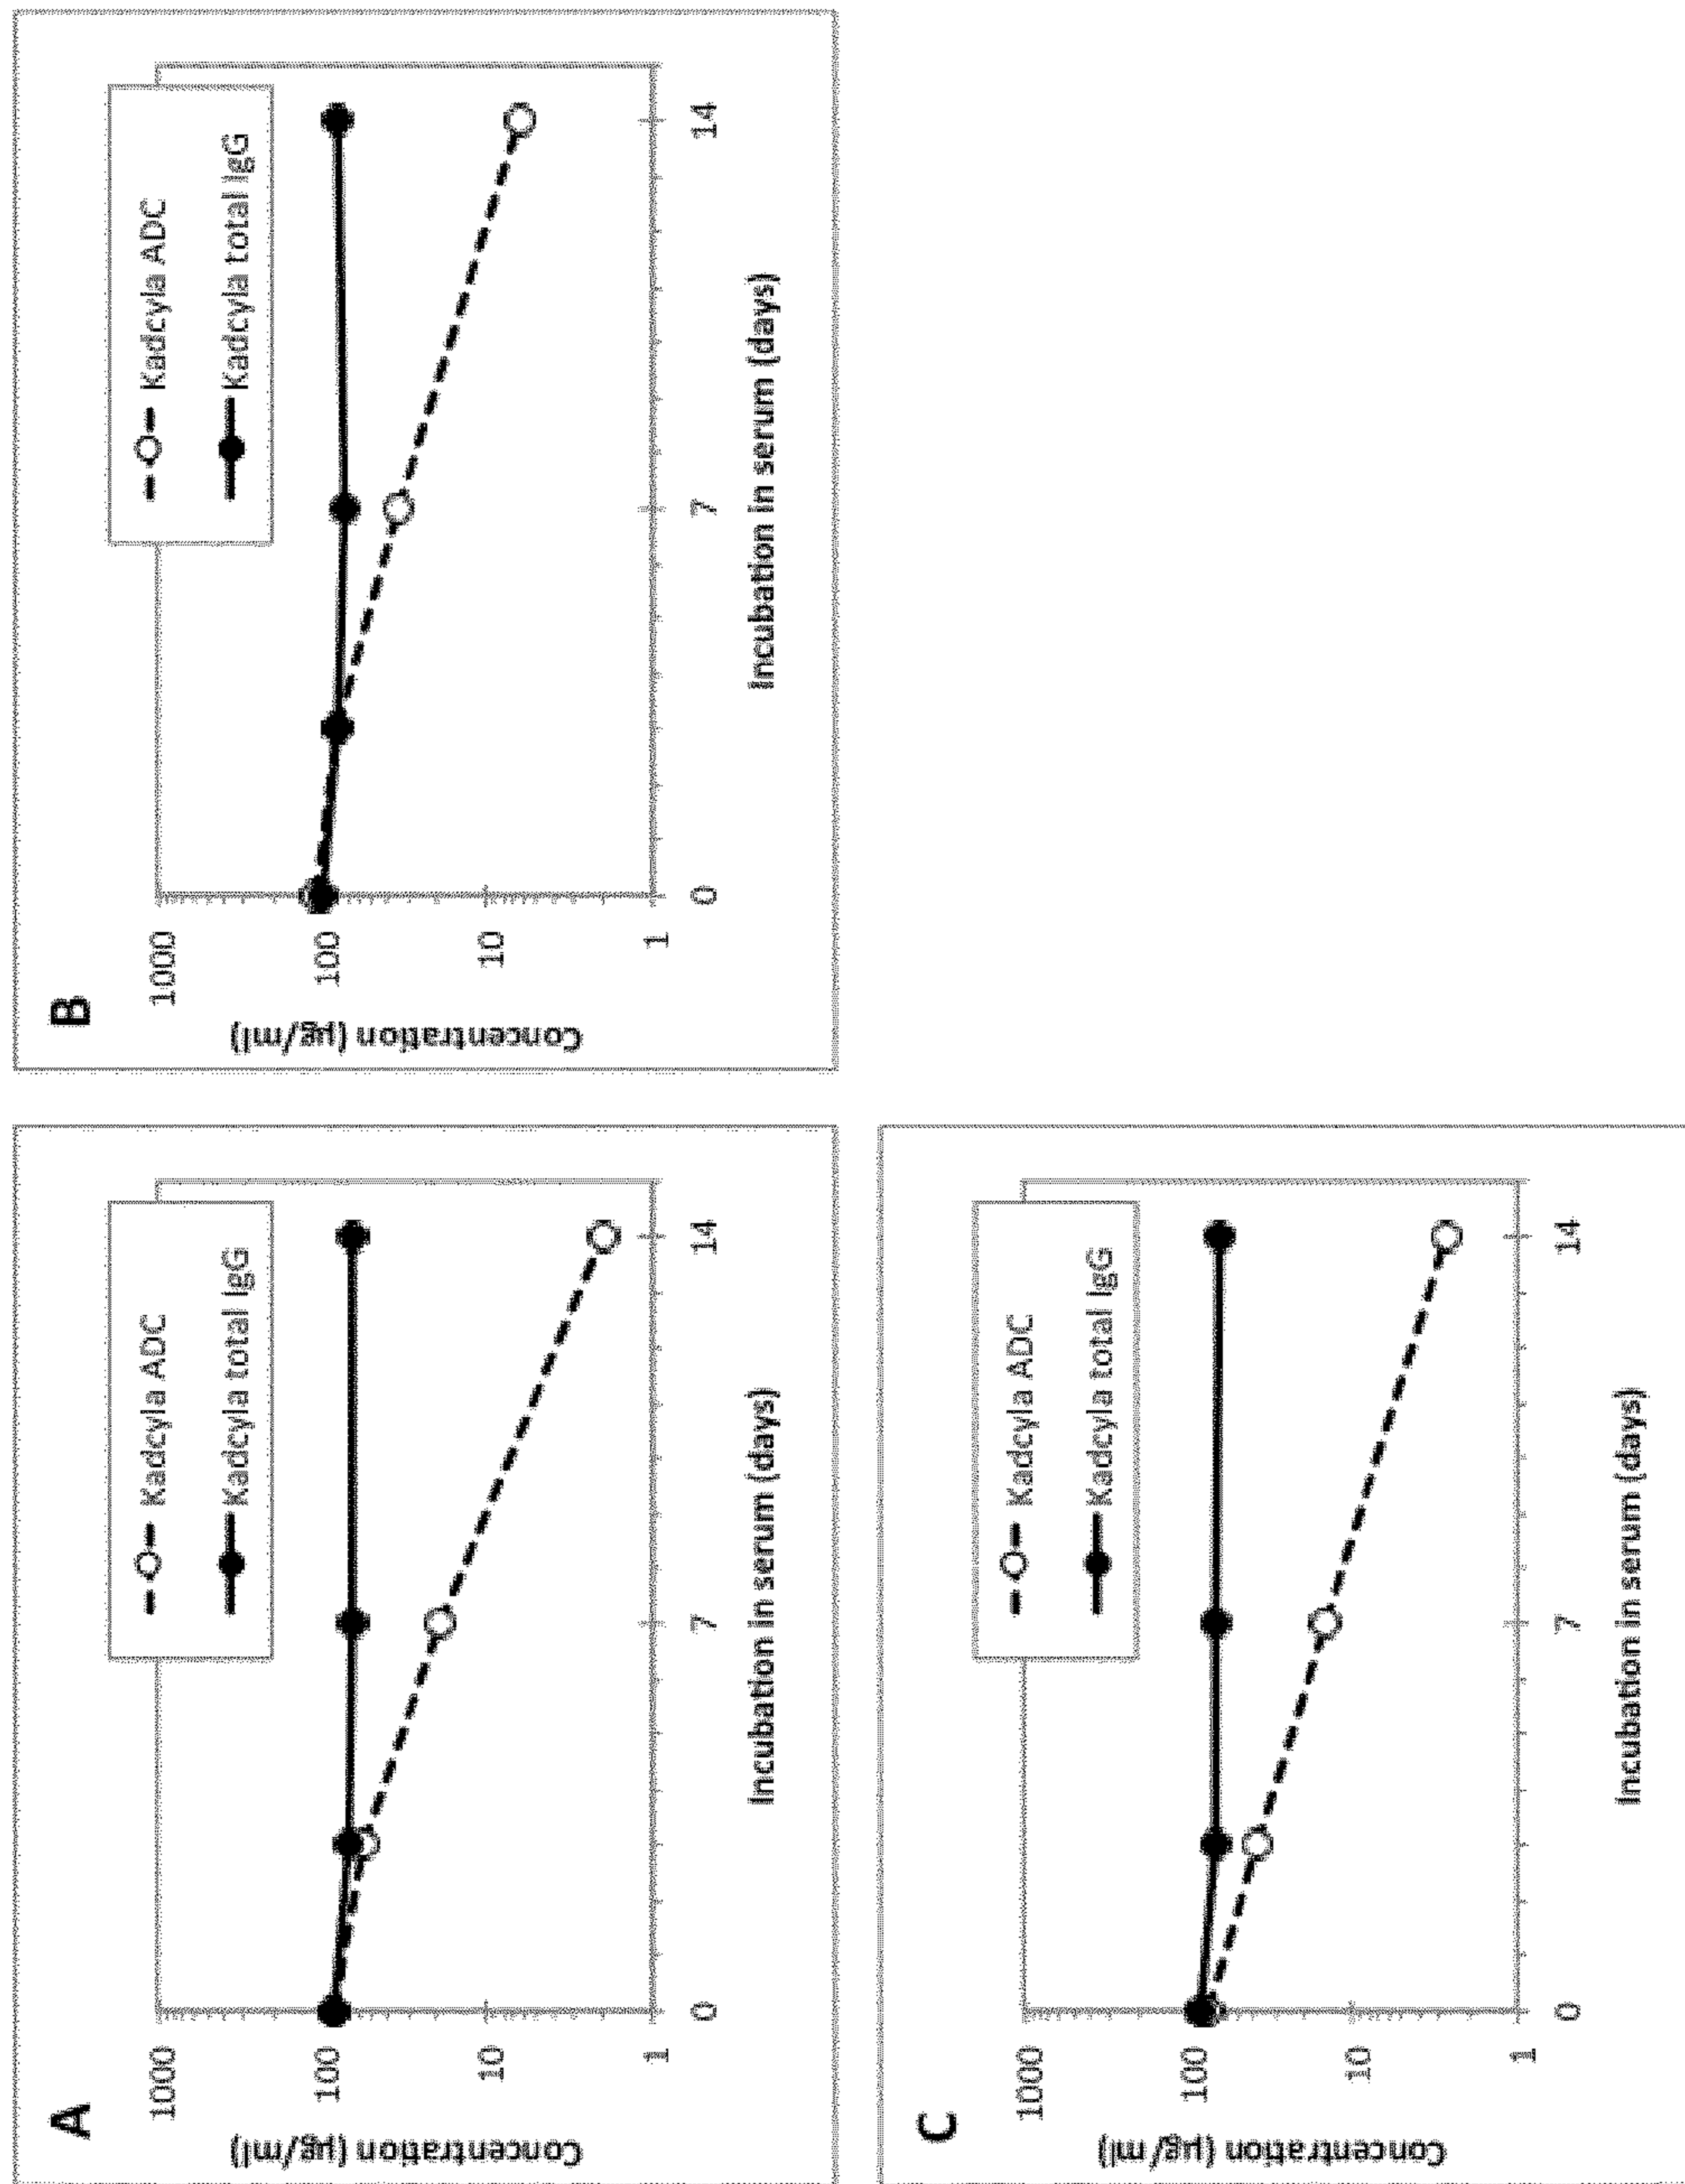 A
Kadcyla ADC
Kadcyla total IgG
1000
100
10
1
Concentration (µg/ml)
0
7
14
Incubation in serum (days)
B
Kadcyla ADC
Kadcyla total IgG
1000
100
10
1
Concentration (µg/ml)
0
7
14
Incubation in serum (days)
C
Kadcyla ADC
Kadcyla total IgG
1000
100
10
1
Concentration (µg/ml)
0
7
14
Incubation in serum (days)